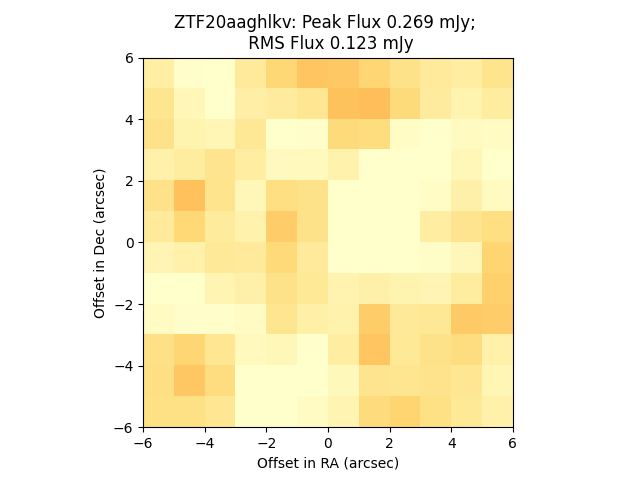 ZTF20aaghlkv: Peak Flux 0.269 mJy;
RMS Flux 0.123 mJy
6
4
2
0
−2
−4
−6
Offset in Dec (arcsec)
−6 −4 −2 0 2 4 6
Offset in RA (arcsec)